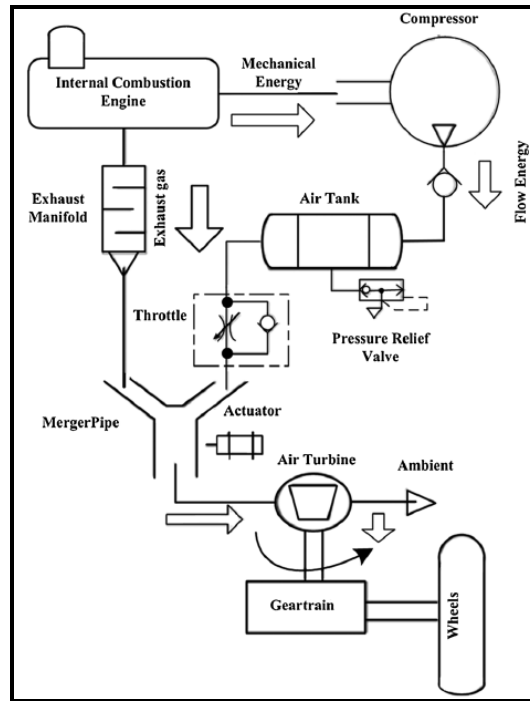 Compressor
Internal Combustion
Engine
Mechanical
Energy
Flow Energy
Exhaust
Manifold
Exhaust gas
Air Tank
Throttle
Pressure Relief
Valve
MergerPipe
Actuator
Air Turbine
Ambient
Geartrain
Wheels